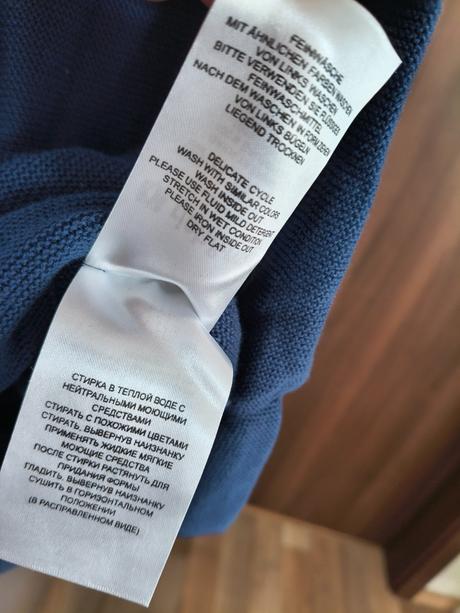 FEINWÄSCHE
MIT ÄHNLICHEN FARBEN WASCHEN
VON LINKS WASCHEN
BITTE VERWENDEN SIE FLÜSSIGES
FEINWASCHMITTEL
NACH DEM WASCHEN IN FORM ZIEHEN
VON LINKS BÜGELN
LIEGEND TROCKNEN
DELICATE CYCLE
WASH WITH SIMILAR COLORS
WASH INSIDE OUT
PLEASE USE FLUID MILD DETERGENT
STRETCH IN WET CONDITION
PLEASE IRON INSIDE OUT
DRY FLAT
СТИРКА В ТЕПЛОЙ ВОДЕ С
НЕЙТРАЛЬНЫМИ МОЮЩИМИ
СРЕДСТВАМИ
СТИРАТЬ С ПОХОЖИМИ ЦВЕТАМИ
СТИРАТЬ, ВЫВЕРНУВ НАИЗНАНКУ
ПРИМЕНЯТЬ ЖИДКИЕ МЯГКИЕ
МОЮЩИЕ СРЕДСТВА
ПОСЛЕ СТИРКИ РАСТЯНУТЬ ДЛЯ
ПРИДАНИЯ ФОРМЫ
ГЛАДИТЬ, ВЫВЕРНУВ НАИЗНАНКУ
СУШИТЬ В ГОРИЗОНТАЛЬНОМ
ПОЛОЖЕНИИ
(В РАСПРАВЛЕННОМ ВИДЕ)